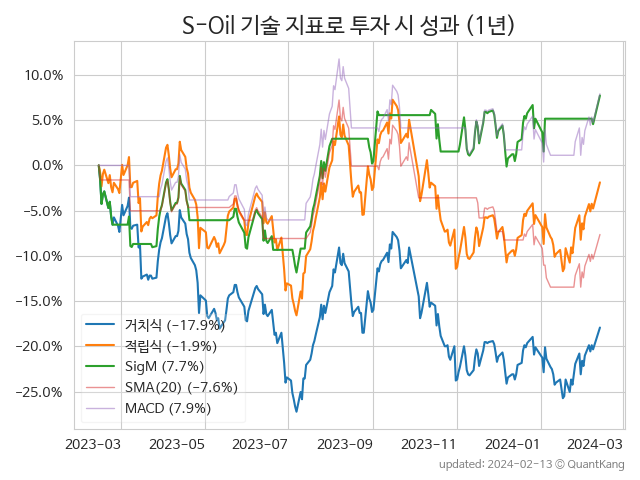 S-Oil 기술 지표로 투자 시 성과 (1년)
10.0%
5.0%
0.0%
−5.0%
−10.0%
−15.0%
−20.0%
−25.0%
거치식 (−17.9%)
적립식 (−1.9%)
SigM (7.7%)
SMA(20) (−7.6%)
MACD (7.9%)
2023-03 2023-05 2023-07 2023-09 2023-11 2024-01 2024-03
updated: 2024-02-13 © QuantKang